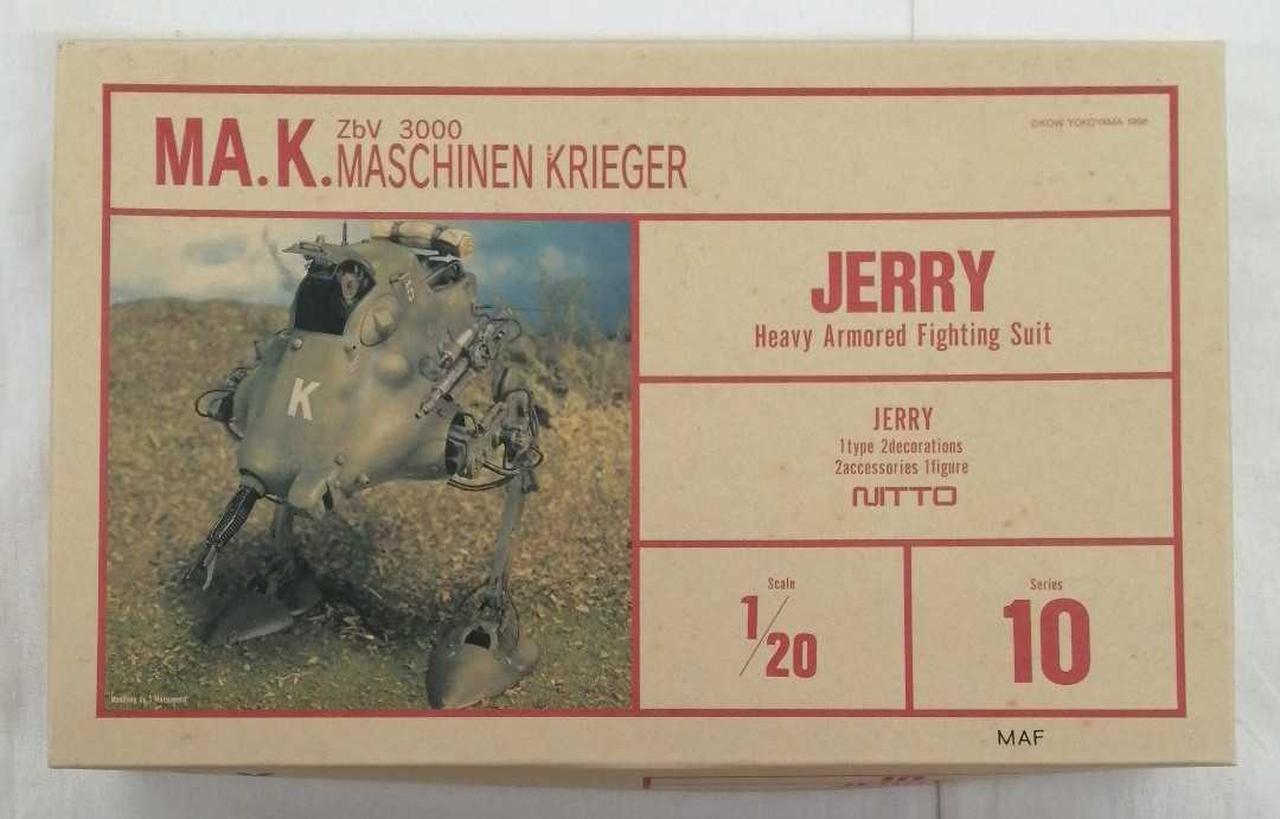 MA.K.
ZbV 3000
MASCHINEN KRIEGER
©KOW YOKOYAMA 1998
K
JERRY
Heavy Armored Fighting Suit
JERRY
1type 2decorations
2accessories 1figure
NITTO
Scale
1/20
Series
10
MAF